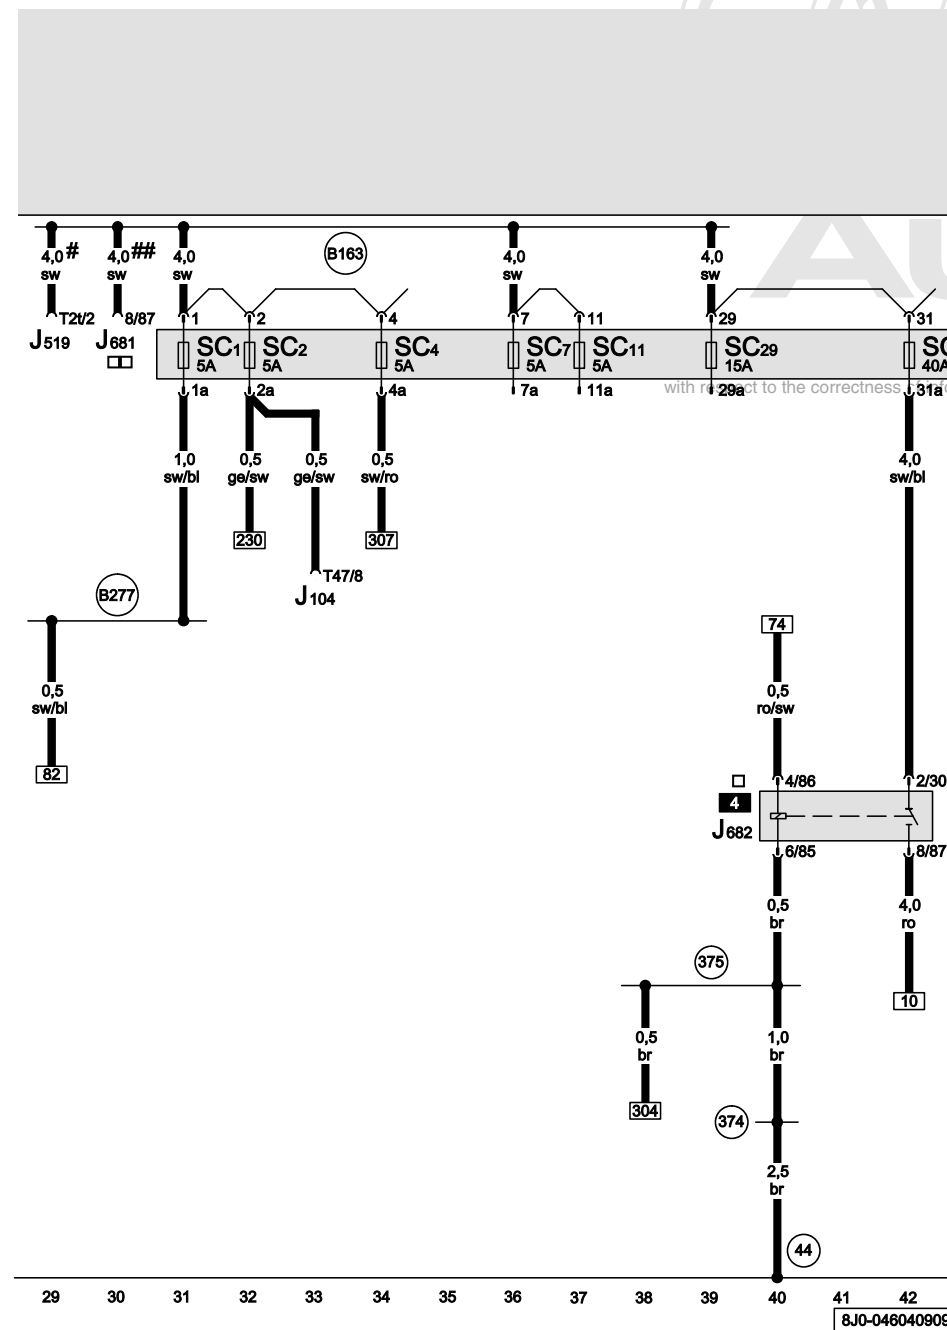 4,0 # 4,0 ## 4,0 B163 4,0 4,0
sw sw sw sw sw
T2t/2 8/87 1 2 4 7 11 29 31
J519 J681
SC1 SC2 SC4 SC7 SC11 SC29
5A 5A 5A 5A 5A 15A 40A
1a 2a 4a 7a 11a 29a 31a
with respect to the correctness
1,0 0,5 0,5 0,5 4,0
sw/bl ge/sw ge/sw sw/ro sw/bl
230 307
T47/8
J104
B277
74
0,5 0,5
sw/bl ro/sw
82
4/86 2/30
4
J682
6/85 8/87
0,5 4,0
br ro
375
10
0,5 1,0
br br
304
374
2,5
br
44
29 30 31 32 33 34 35 36 37 38 39 40 41 42
8J0-046040909